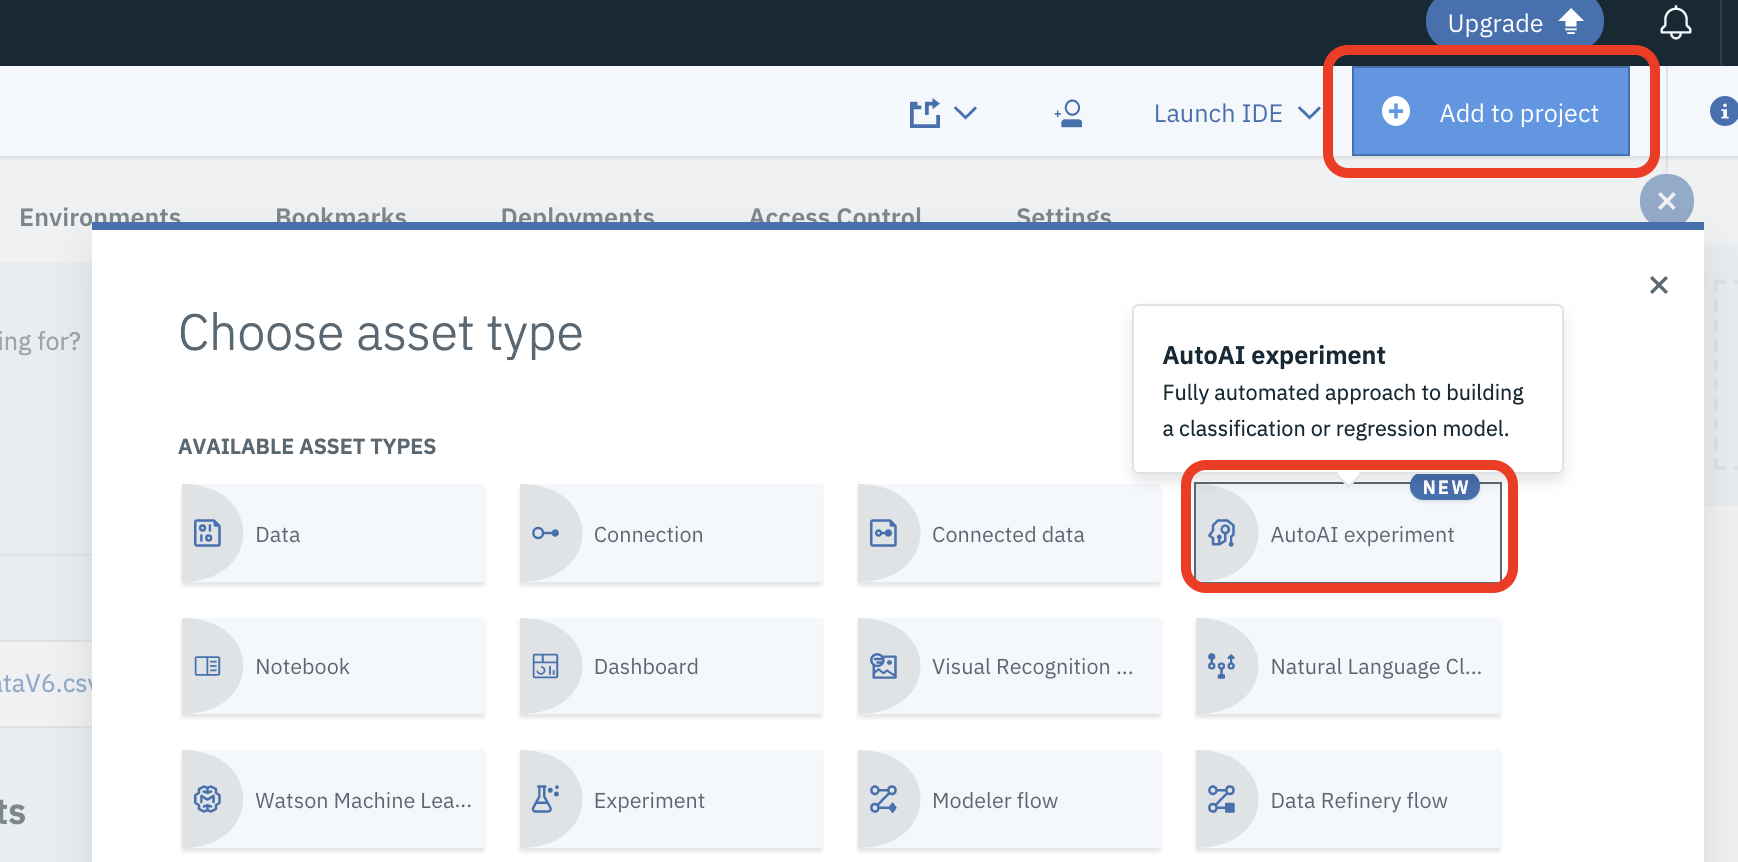 Upgrade
Launch IDE
Add to project
Environments
Bookmarks
Deployments
Access Control
Settings
ing for?
Choose asset type
AutoAI experiment
Fully automated approach to building
a classification or regression model.
AVAILABLE ASSET TYPES
NEW
Data
Connection
Connected data
AutoAI experiment
Notebook
Dashboard
Visual Recognition ...
Natural Language Cl...
taV6.csv
Watson Machine Lea...
Experiment
Modeler flow
Data Refinery flow
ts